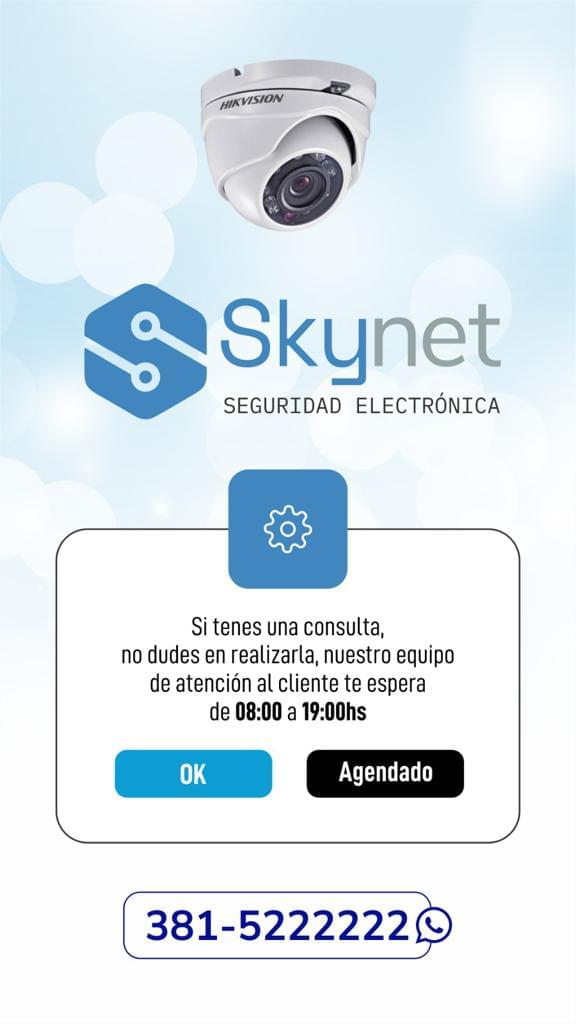 HIKVISION
Skynet
SEGURIDAD ELECTRÓNICA
Si tenes una consulta,
no dudes en realizarla, nuestro equipo
de atención al cliente te espera
de 08:00 a 19:00hs
OK
Agendado
381-5222222